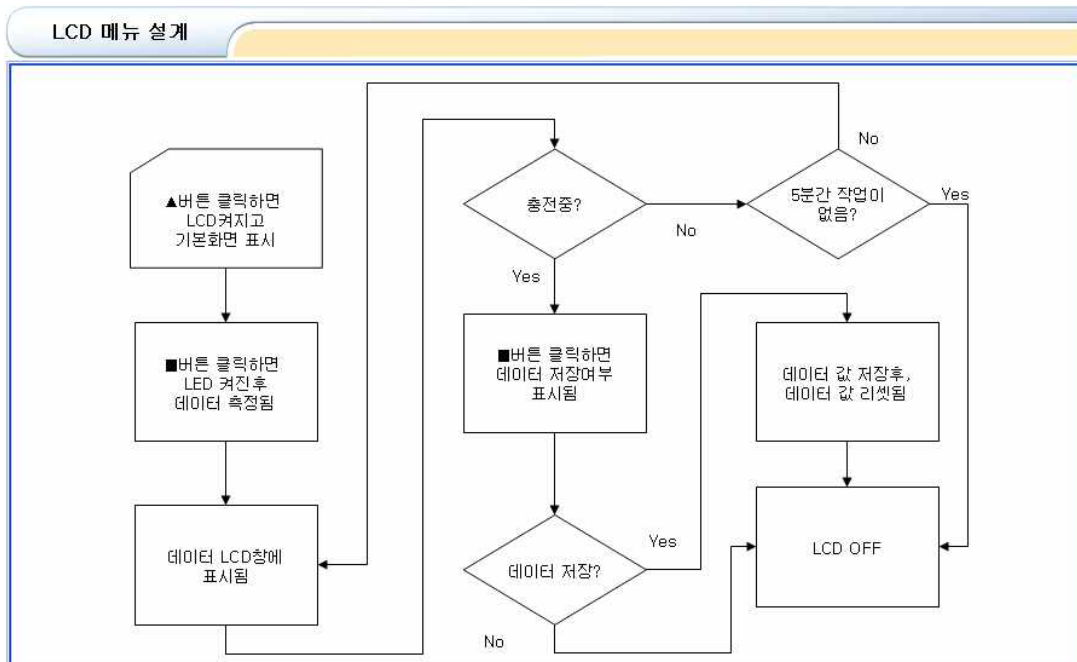 LCD 메뉴 설계
▲버튼 클릭하면
LCD켜지고
기본화면 표시
■버튼 클릭하면
LED 켜진후
데이터 측정됨
데이터 LCD창에
표시됨
충전중?
No
Yes
■버튼 클릭하면
데이터 저장여부
표시됨
데이터 저장?
Yes
No
5분간 작업이
없음?
No
Yes
데이터 값 저장후,
데이터 값 리셋됨
LCD OFF